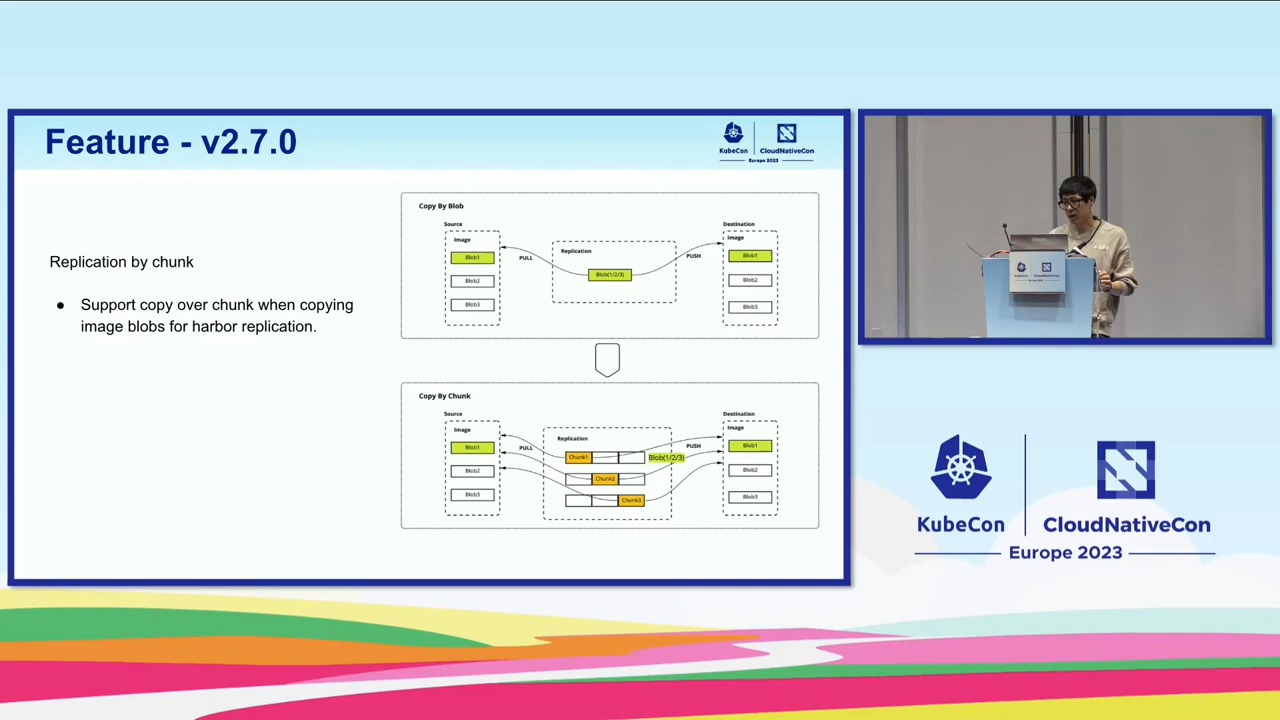 Feature - v2.7.0
KubeCon
CloudNativeCon
Europe 2023
Replication by chunk
● Support copy over chunk when copying
image blobs for harbor replication.
Copy By Blob
Source
Image
Blob1
Blob2
Blob3
PULL
Replication
Blob(1/2/3)
PUSH
Destination
Image
Blob1
Blob2
Blob3
Copy By Chunk
Source
Image
Blob1
Blob2
Blob3
PULL
Replication
Chunk1
Blob(1/2/3)
Chunk2
Chunk3
PUSH
Destination
Image
Blob1
Blob2
Blob3
KubeCon
CloudNativeCon
Europe 2023